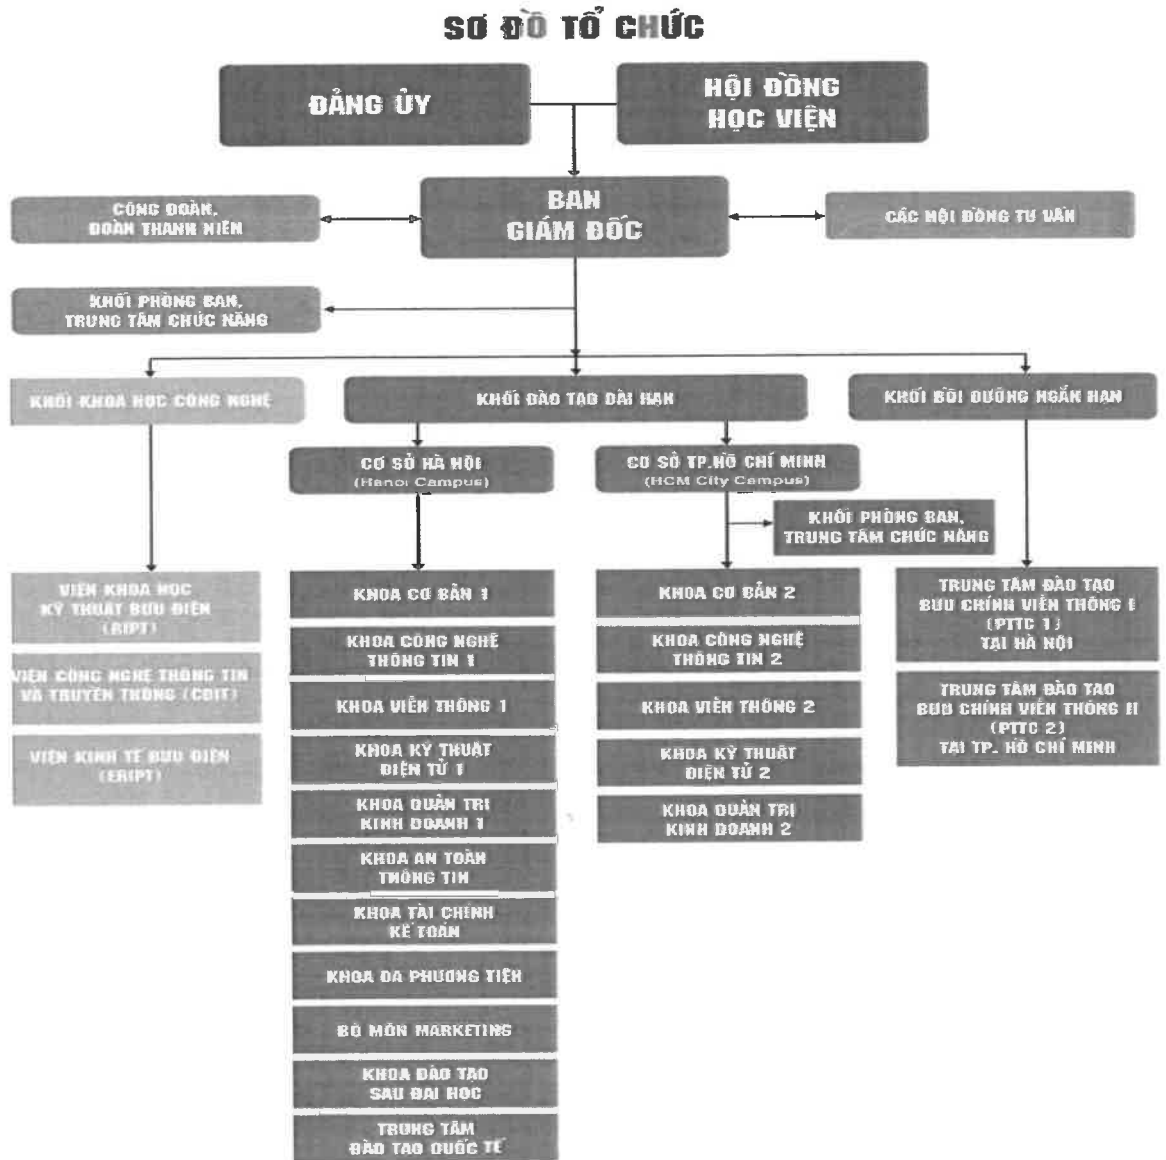 SƠ ĐỒ TỔ CHỨC
ĐẢNG ỦY
HỘI ĐỒNG
HỌC VIỆN
BAN
GIÁM ĐỐC
CÔNG ĐOÀN,
ĐOÀN THANH NIÊN
CÁC HỘI ĐỒNG TƯ VẤN
KHỐI PHÒNG BAN,
TRUNG TÂM CHỨC NĂNG
KHỐI KHOA HỌC CÔNG NGHỆ
KHỐI ĐÀO TẠO DÀI HẠN
KHỐI BỒI DƯỠNG NGẮN HẠN
CƠ SỞ HÀ NỘI
(Hanoi Campus)
CƠ SỞ TP.HỒ CHÍ MINH
(HCM City Campus)
KHỐI PHÒNG BAN,
TRUNG TÂM CHỨC NĂNG
VIỆN KHOA HỌC
KỸ THUẬT BƯU ĐIỆN
(RIPT)
VIỆN CÔNG NGHỆ THÔNG TIN
VÀ TRUYỀN THÔNG (CDIT)
VIỆN KINH TẾ BƯU ĐIỆN
(ERIPT)
KHOA CƠ BẢN 1
KHOA CÔNG NGHỆ
THÔNG TIN 1
KHOA VIỄN THÔNG 1
KHOA KỸ THUẬT
ĐIỆN TỬ 1
KHOA QUẢN TRỊ
KINH DOANH 1
KHOA AN TOÀN
THÔNG TIN
KHOA TÀI CHÍNH
KẾ TOÁN
KHOA ĐA PHƯƠNG TIỆN
BỘ MÔN MARKETING
KHOA ĐÀO TẠO
SAU ĐẠI HỌC
TRUNG TÂM
ĐÀO TẠO QUỐC TẾ
KHOA CƠ BẢN 2
KHOA CÔNG NGHỆ
THÔNG TIN 2
KHOA VIỄN THÔNG 2
KHOA KỸ THUẬT
ĐIỆN TỬ 2
KHOA QUẢN TRỊ
KINH DOANH 2
TRUNG TÂM ĐÀO TẠO
BƯU CHÍNH VIỄN THÔNG I
(PTTC 1)
TẠI HÀ NỘI
TRUNG TÂM ĐÀO TẠO
BƯU CHÍNH VIỄN THÔNG II
(PTTC 2)
TẠI TP. HỒ CHÍ MINH